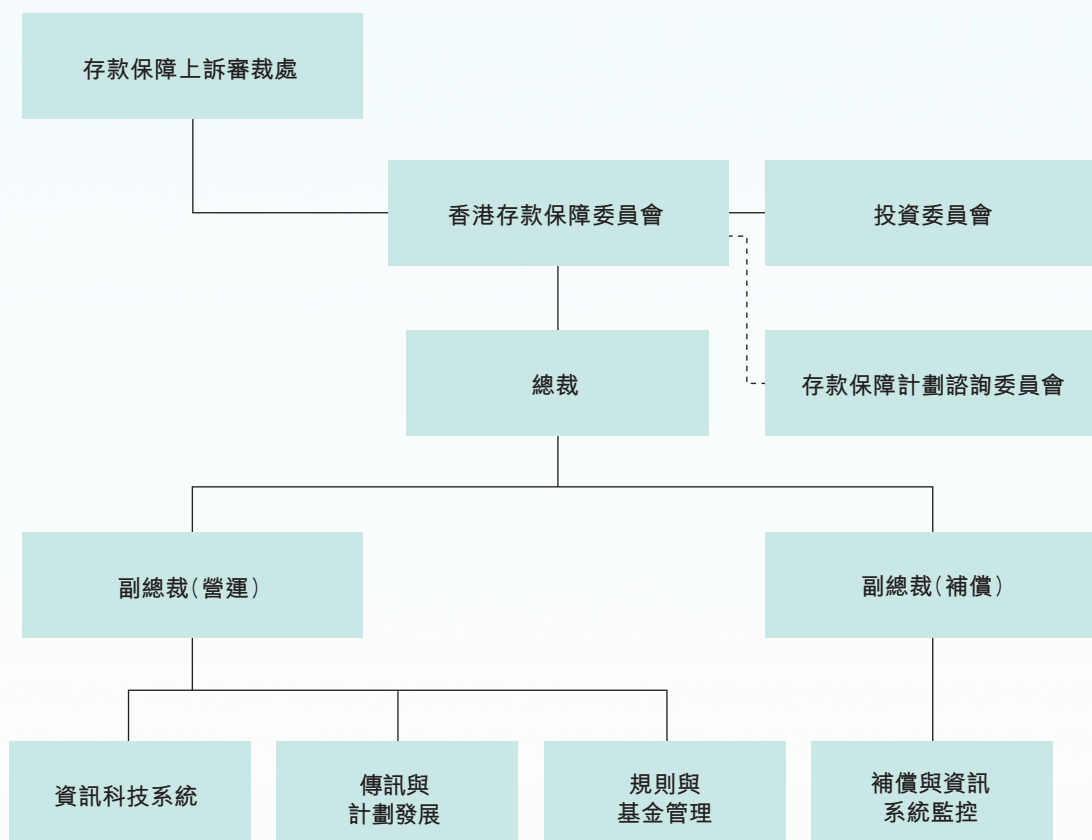 存款保障上訴審裁處
香港存款保障委員會
投資委員會
總裁
存款保障計劃諮詢委員會
副總裁(營運)
副總裁(補償)
資訊科技系統
傳訊與
計劃發展
規則與
基金管理
補償與資訊
系統監控